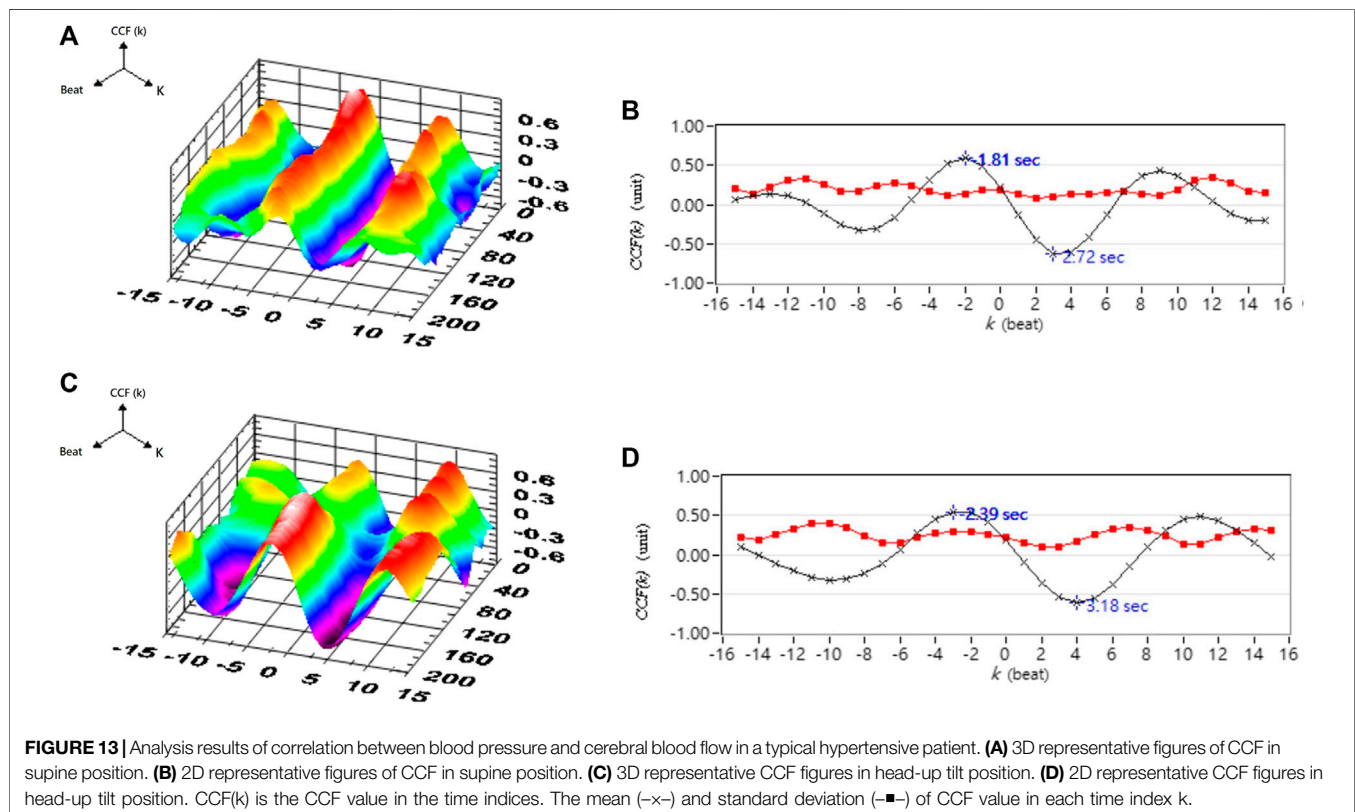 A
CCF (k)
Beat
K
0.6
0.3
0
-0.3
-0.6
0
40
80
120
160
200
-15 -10 -5 0 5 10 15
B
1.00
0.50
0.00
-0.50
-1.00
CCF(k) (unit)
-1.81 sec
2.72 sec
-16 -14 -12 -10 -8 -6 -4 -2 0 2 4 6 8 10 12 14 16
k (beat)
C
CCF (k)
Beat
K
0.6
0.3
0
-0.3
-0.6
0
40
80
120
160
200
-15 -10 -5 0 5 10 15
D
1.00
0.50
0.00
-0.50
-1.00
CCF(k) (unit)
-2.39 sec
3.18 sec
-16 -14 -12 -10 -8 -6 -4 -2 0 2 4 6 8 10 12 14 16
k (beat)
FIGURE 13 | Analysis results of correlation between blood pressure and cerebral blood flow in a typical hypertensive patient. (A) 3D representative figures of CCF in
supine position. (B) 2D representative figures of CCF in supine position. (C) 3D representative CCF figures in head-up tilt position. (D) 2D representative CCF figures in
head-up tilt position. CCF(k) is the CCF value in the time indices. The mean (–×–) and standard deviation (–■–) of CCF value in each time index k.